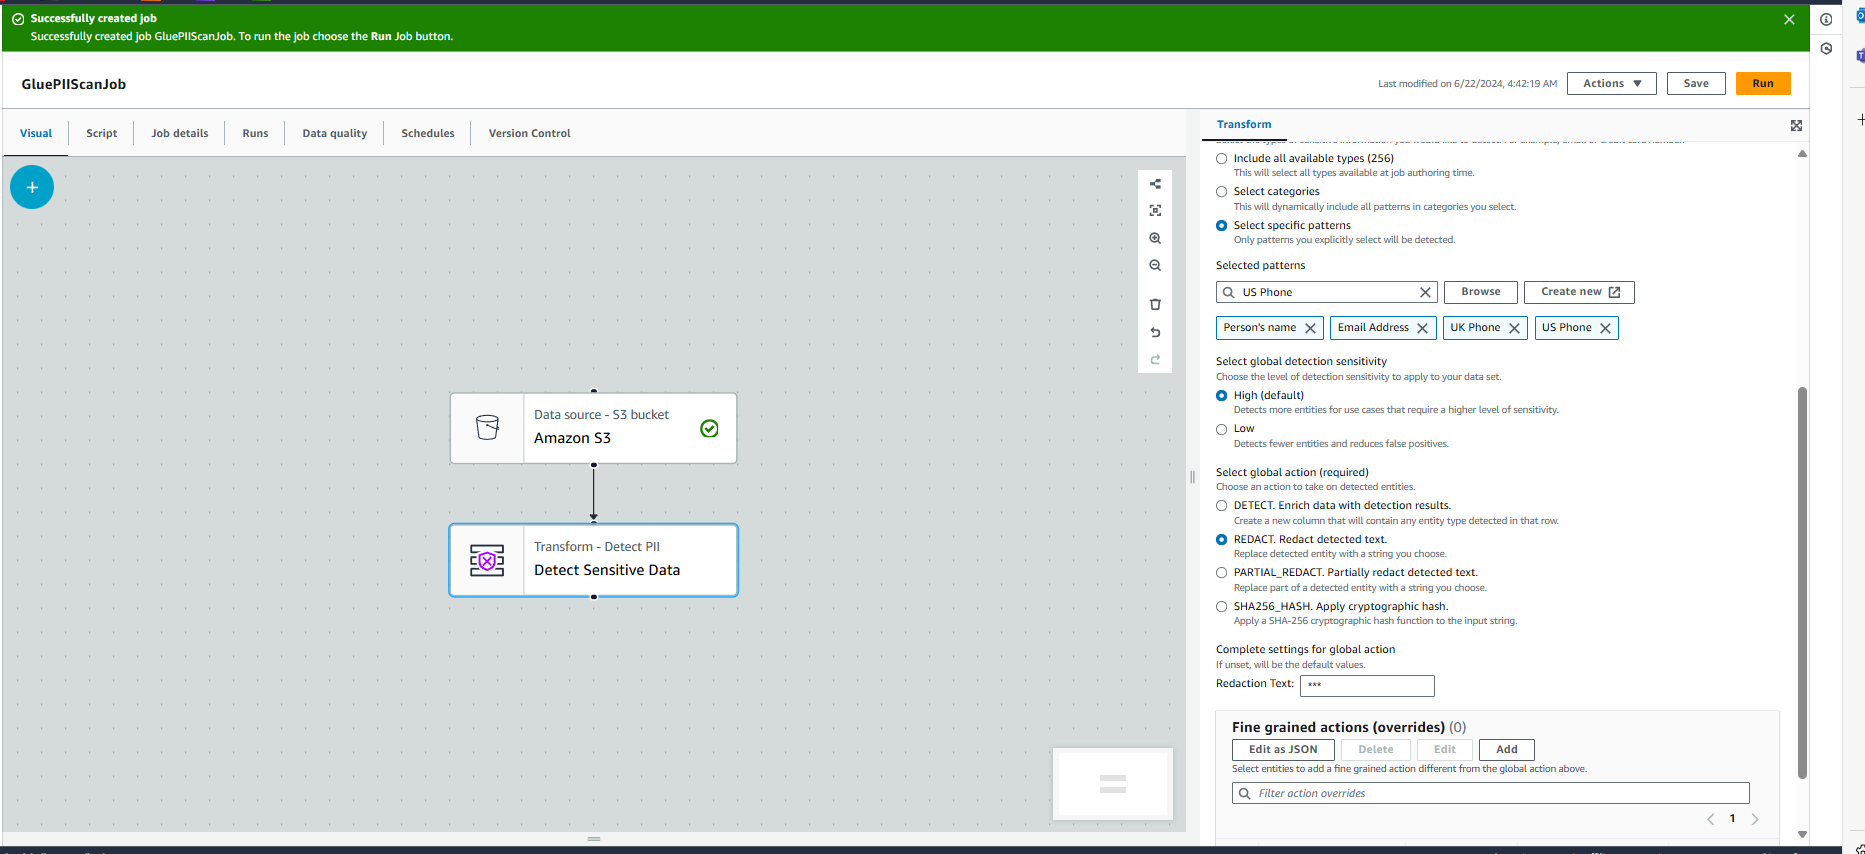 Successfully created job
Successfully created job GluePIIScanJob. To run the job choose the Run Job button.
GluePIIScanJob
Last modified on 6/22/2024, 4:42:19 AM
Actions
Save
Run
Visual
Script
Job details
Runs
Data quality
Schedules
Version Control
Data source - S3 bucket
Amazon S3
Transform - Detect PII
Detect Sensitive Data
Transform
Include all available types (256)
This will select all types available at job authoring time.
Select categories
This will dynamically include all patterns in categories you select.
Select specific patterns
Only patterns you explicitly select will be detected.
Selected patterns
US Phone
Browse
Create new
Person's name
Email Address
UK Phone
US Phone
Select global detection sensitivity
Choose the level of detection sensitivity to apply to your data set.
High (default)
Detects more entities for use cases that require a higher level of sensitivity.
Low
Detects fewer entities and reduces false positives.
Select global action (required)
Choose an action to take on detected entities.
DETECT. Enrich data with detection results.
Create a new column that will contain any entity type detected in that row.
REDACT. Redact detected text.
Replace detected entity with a string you choose.
PARTIAL_REDACT. Partially redact detected text.
Replace part of a detected entity with a string you choose.
SHA256_HASH. Apply cryptographic hash.
Apply a SHA-256 cryptographic hash function to the input string.
Complete settings for global action
If unset, will be the default values.
Redaction Text: ***
Fine grained actions (overrides) (0)
Edit as JSON
Delete
Edit
Add
Select entities to add a fine grained action different from the global action above.
Filter action overrides
1